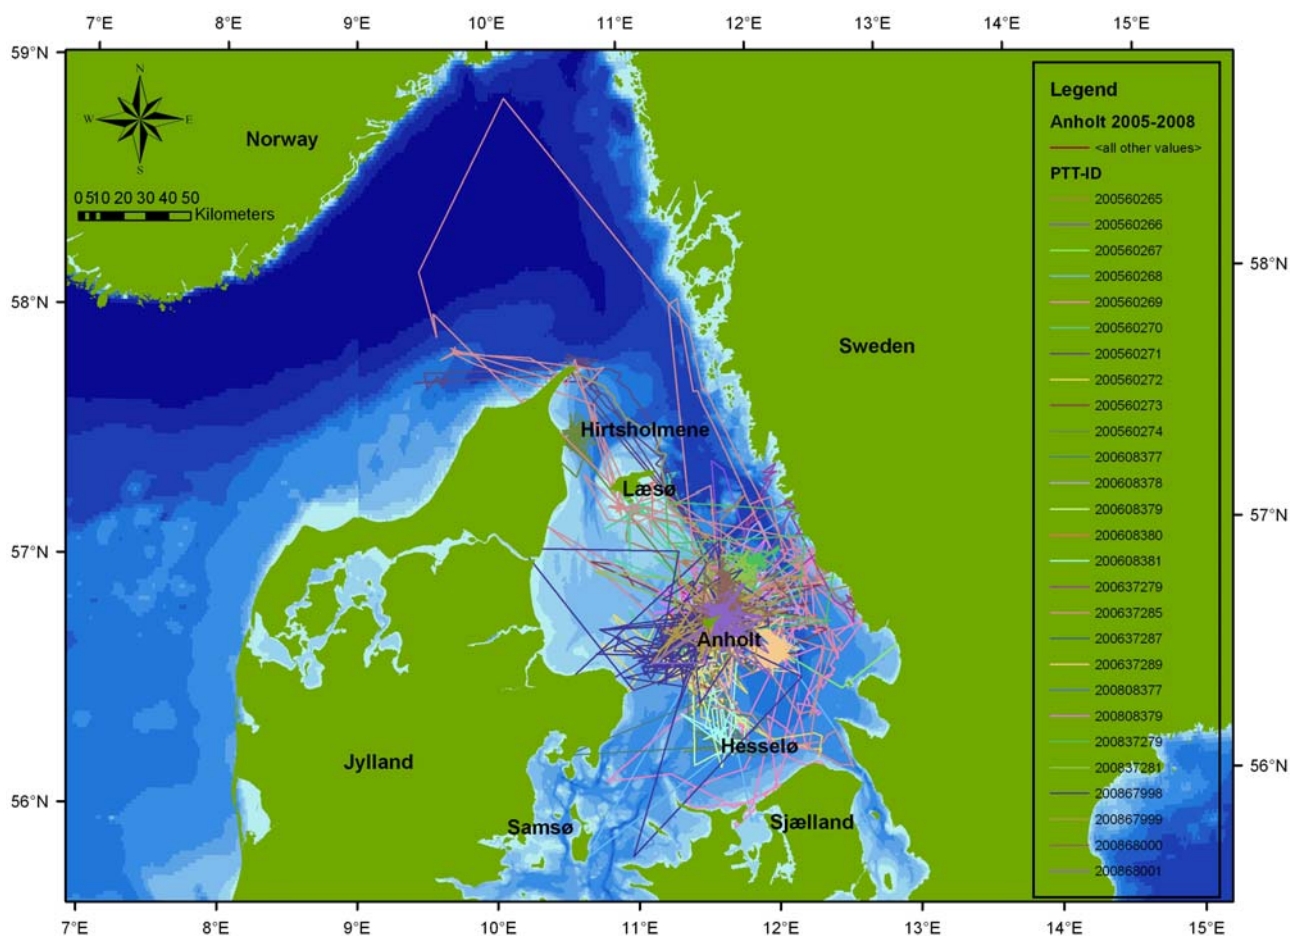 7°E 8°E 9°E 10°E 11°E 12°E 13°E 14°E 15°E
59°N
N
W E
S
Norway
0 5 10 20 30 40 50
Kilometers
58°N
58°N
Sweden
Hirtsholmene
Læsø
57°N
57°N
Anholt
Hesselø
Jylland
56°N
56°N
Samsø
Sjælland
7°E 8°E 9°E 10°E 11°E 12°E 13°E 14°E 15°E
Legend
Anholt 2005-2008
<all other values>
PTT-ID
200560265
200560266
200560267
200560268
200560269
200560270
200560271
200560272
200560273
200560274
200608377
200608378
200608379
200608380
200608381
200637279
200637285
200637287
200637289
200808377
200808379
200837279
200837281
200867998
200867999
200868000
200868001